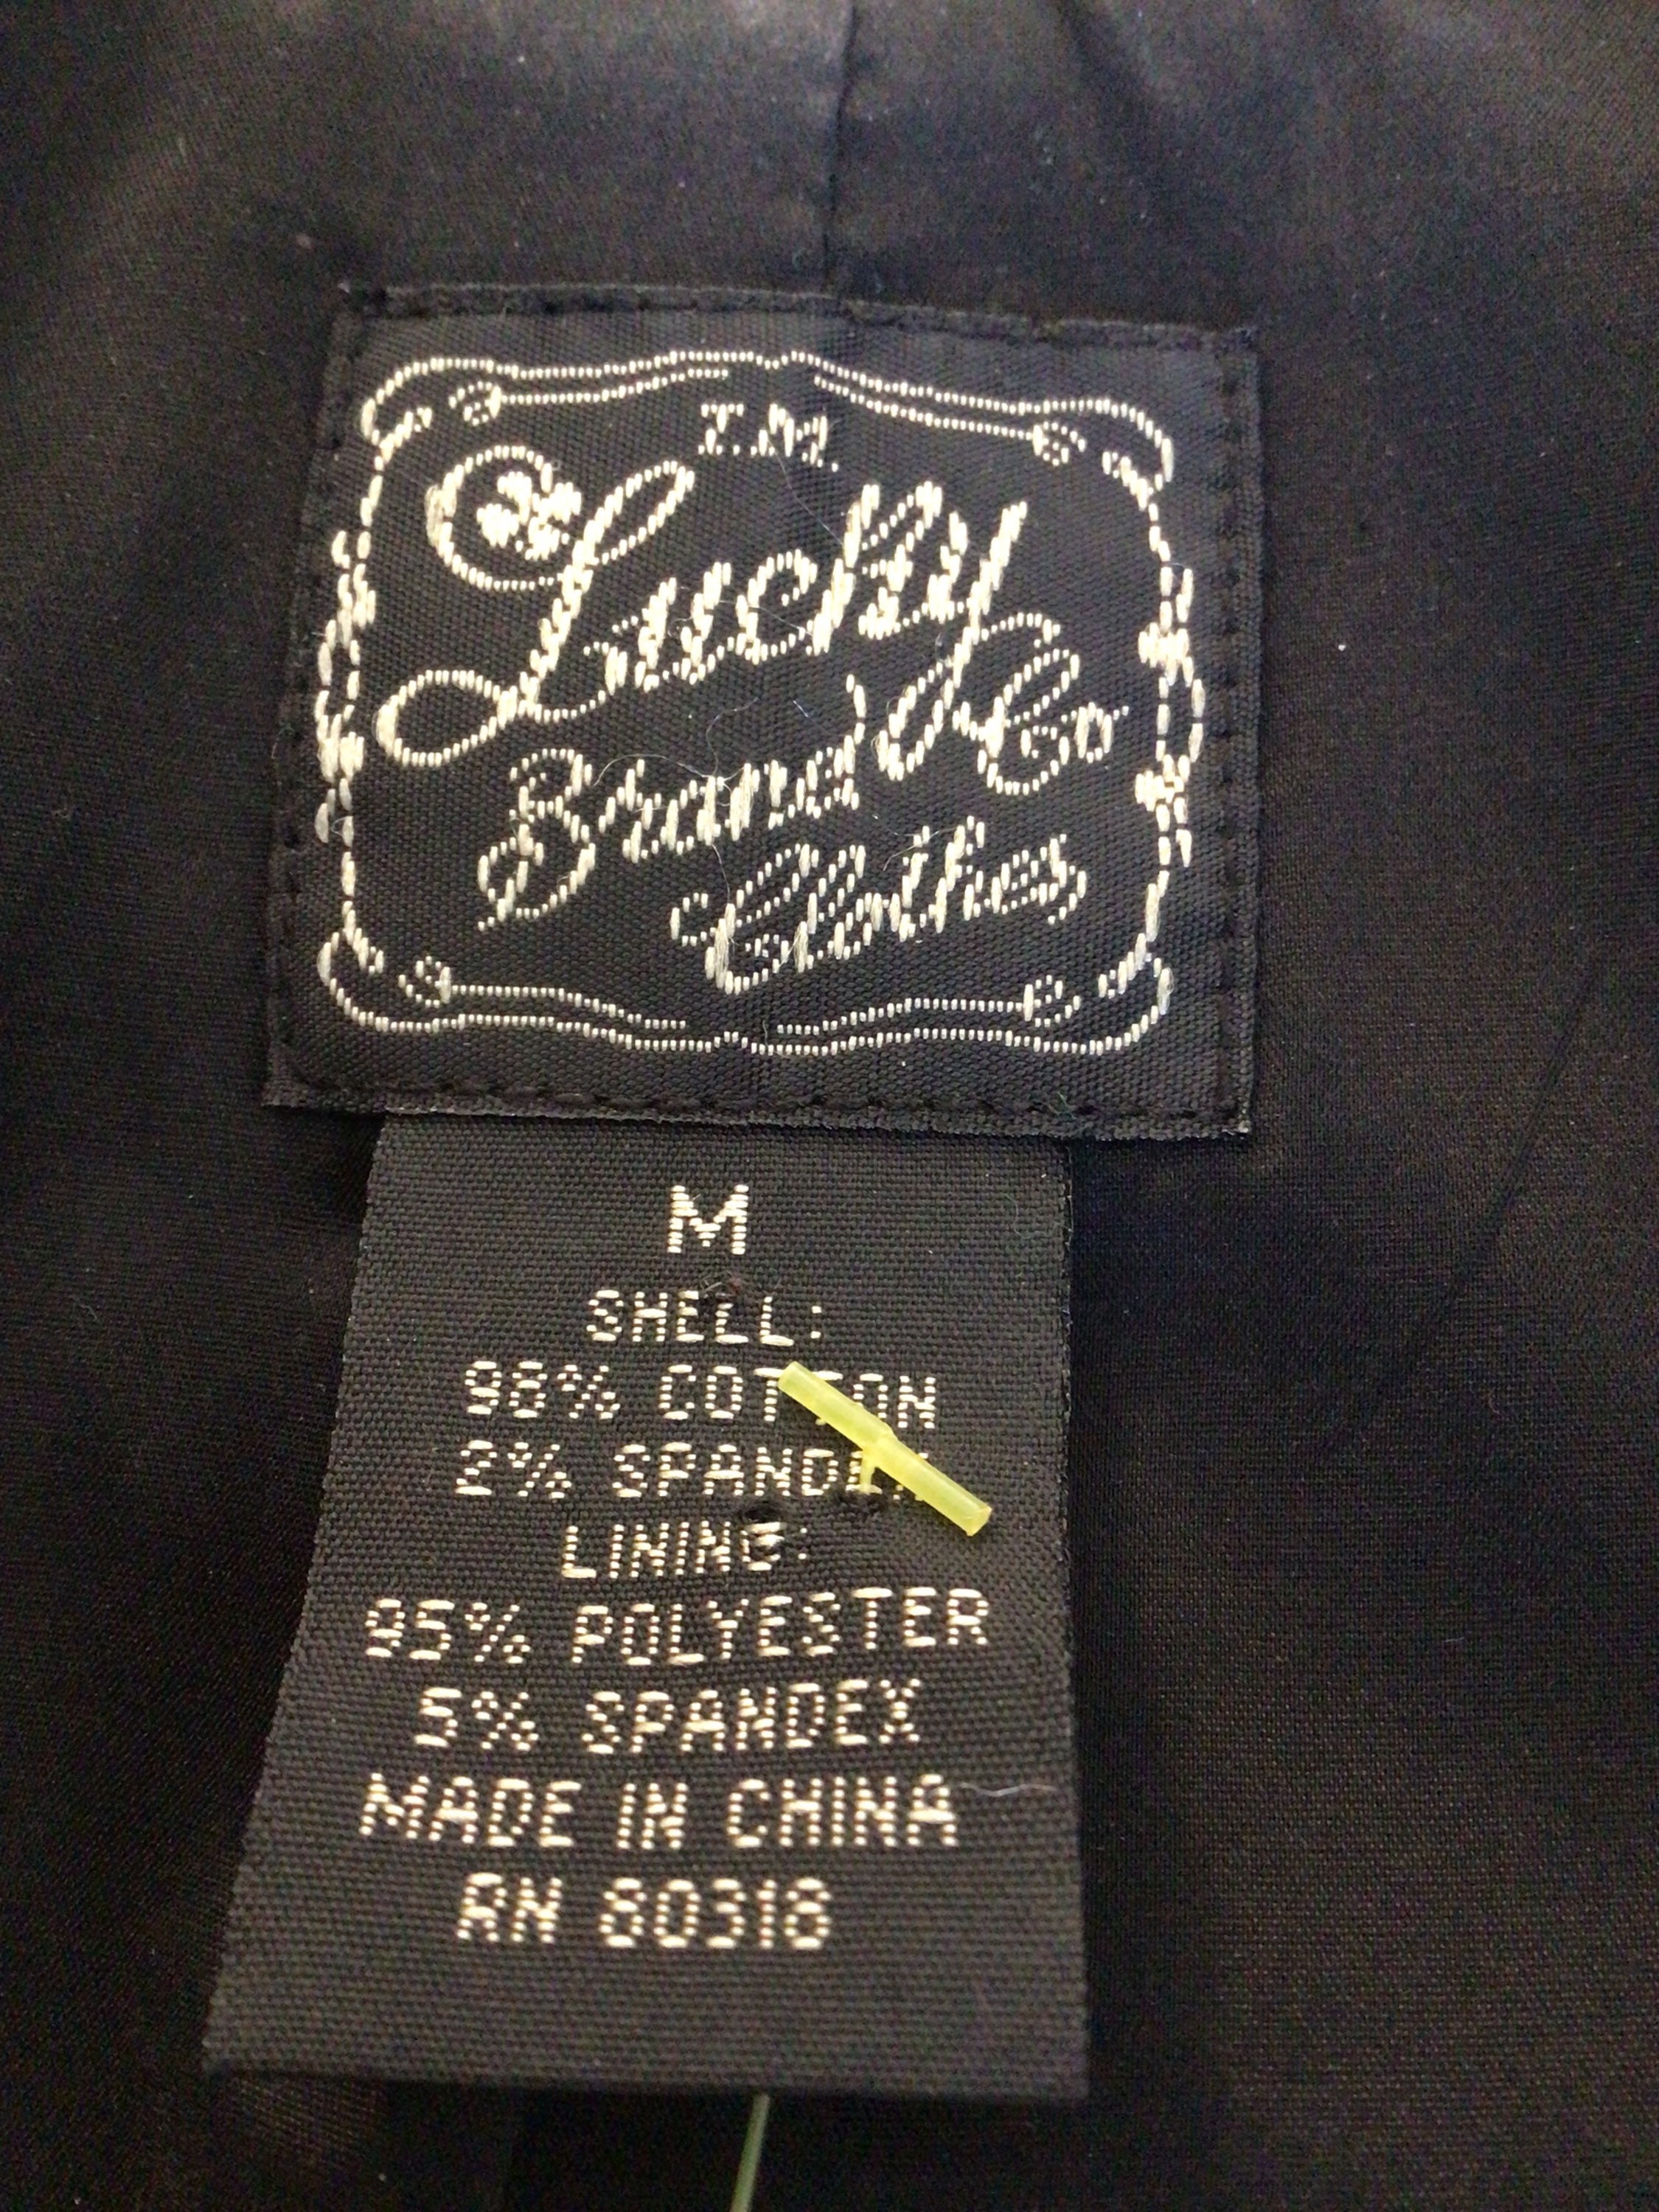 I.M.
Lucky & Co
Brand
Clothes
M
SHELL:
98% COTTON
2% SPANDEX
LINING:
95% POLYESTER
5% SPANDEX
MADE IN CHINA
RN 80318